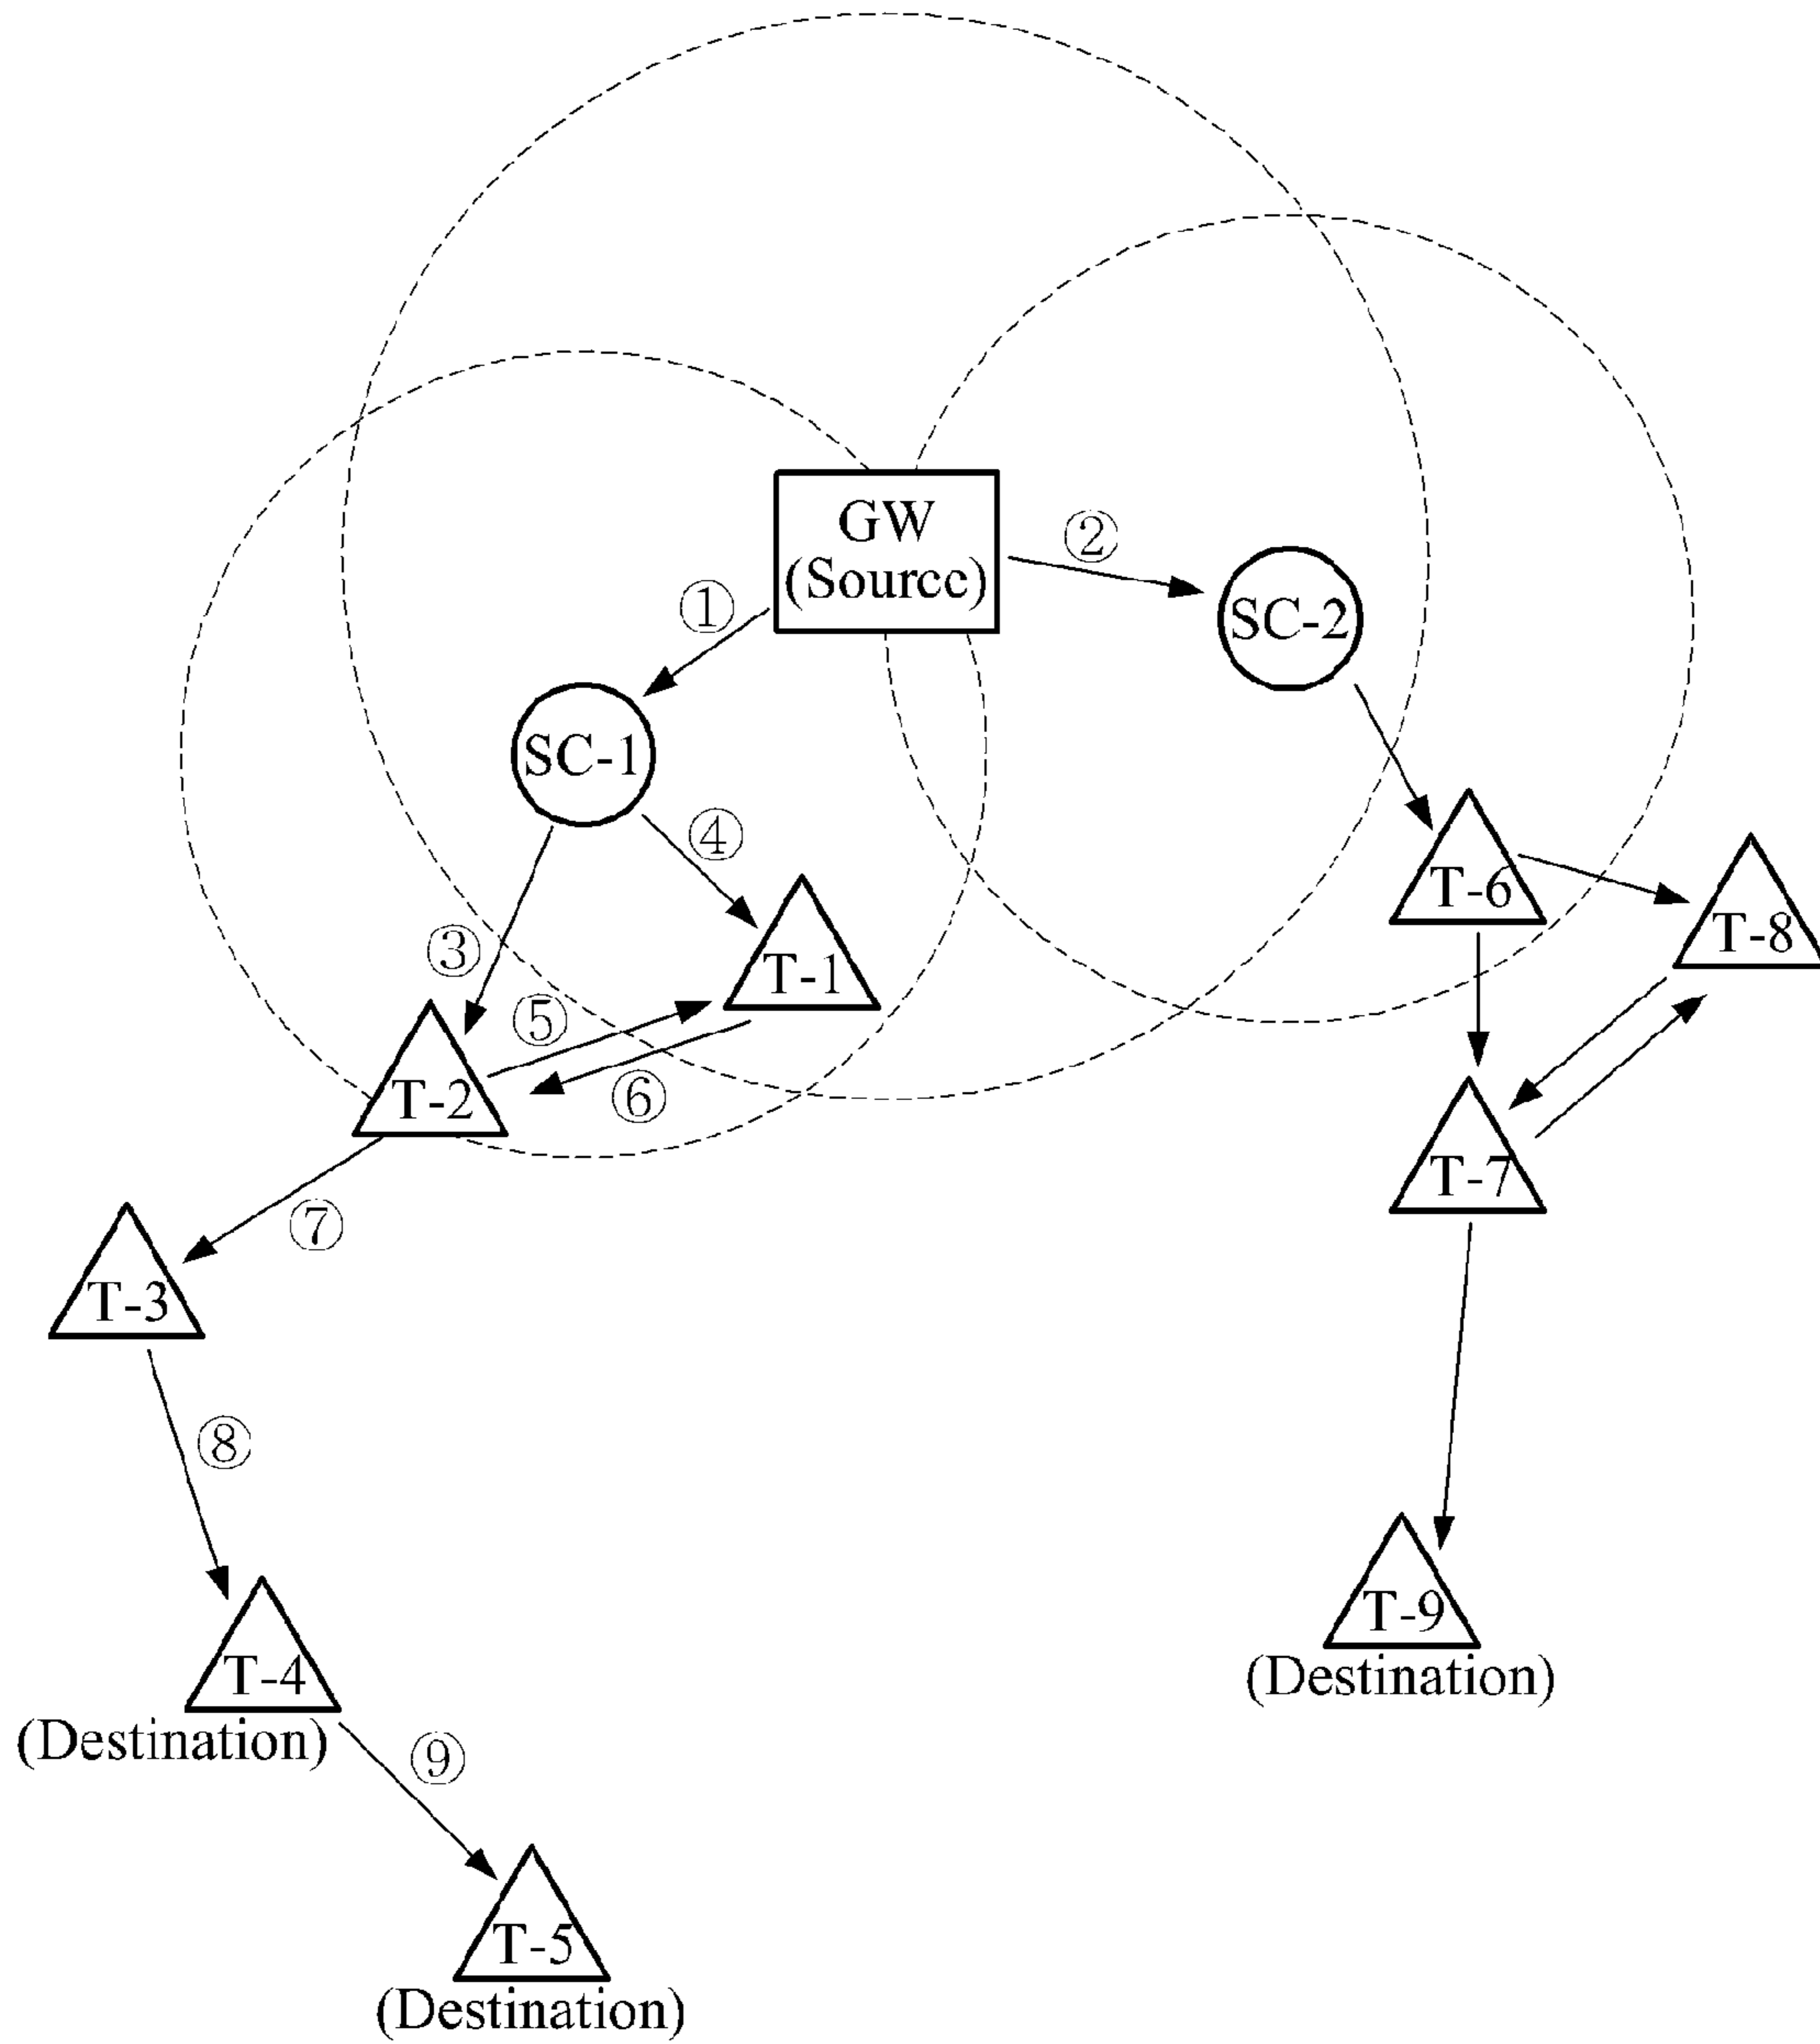 GW
(Source)
②
①
SC-2
SC-1
④
T-6
T-8
③
T-1
⑤
T-2
⑥
T-7
⑦
T-3
⑧
T-9
(Destination)
T-4
(Destination)
⑨
T-5
(Destination)